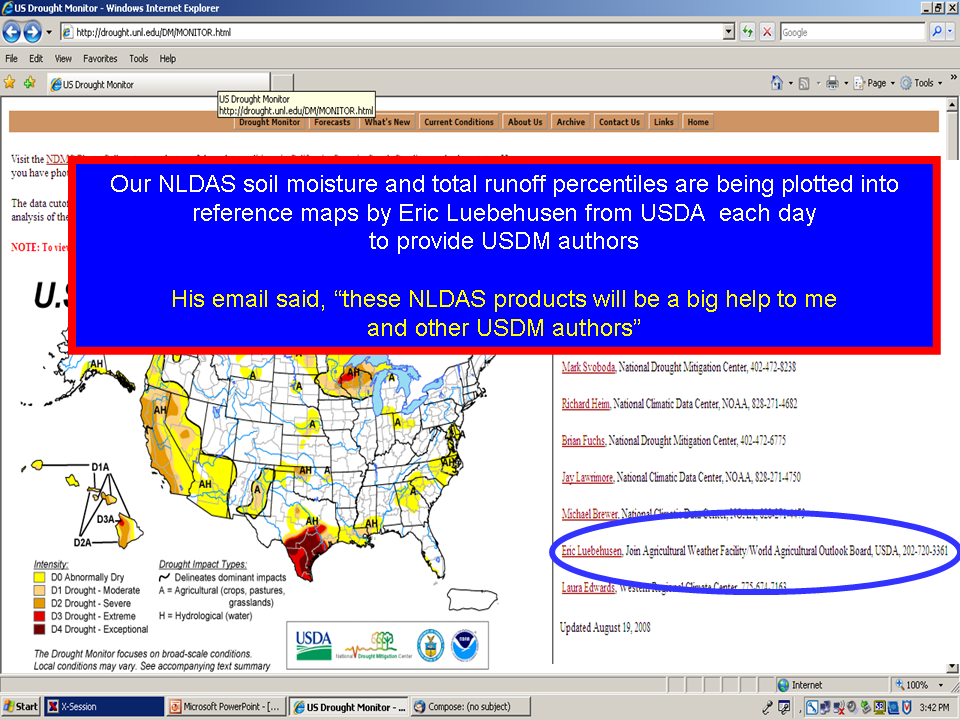 US Drought Monitor - Windows Internet Explorer
http://drought.unl.edu/DM/MONITOR.html
Google
File Edit View Favorites Tools Help
US Drought Monitor
Page Tools
US Drought Monitor
http://drought.unl.edu/DM/MONITOR.html
Drought Monitor Forecasts What's New Current Conditions About Us Archive Contact Us Links Home
Visit the
you have
The data
analysis of the
NOTE: To
Our NLDAS soil moisture and total runoff percentiles are being plotted into
reference maps by Eric Luebehusen from USDA each day
to provide USDM authors
His email said, “these NLDAS products will be a big help to me
and other USDM authors”
Mark Svoboda, National Drought Mitigation Center, 402-472-8238
Richard Heim, National Climatic Data Center, NOAA, 828-271-4682
Brian Fuchs, National Drought Mitigation Center, 402-472-6775
Jay Lawrimore, National Climatic Data Center, NOAA, 828-271-4750
Michael Brewer, National Climatic Data Center, NOAA,
Eric Luebehusen, Join Agricultural Weather Facility/World Agricultural Outlook Board, USDA, 202-720-3361
Laura Edwards, Western Regional Climate Center, 775-674-7163
Updated August 19, 2008
AH
AH
A
A
A
AH
A
A
A
AH
AH
AH
A
AH
A
A
AH
AH
D1A
D3A
D2A
Intensity:
D0 Abnormally Dry
D1 Drought - Moderate
D2 Drought - Severe
D3 Drought - Extreme
D4 Drought - Exceptional
Drought Impact Types:
Delineates dominant impacts
A = Agricultural (crops, pastures,
grasslands)
H = Hydrological (water)
The Drought Monitor focuses on broad-scale conditions.
Local conditions may vary. See accompanying text summary
USDA
National Drought Mitigation Center
Internet 100%
Start X-Session Microsoft PowerPoint - [... US Drought Monitor - ... Compose: (no subject) 3:42 PM